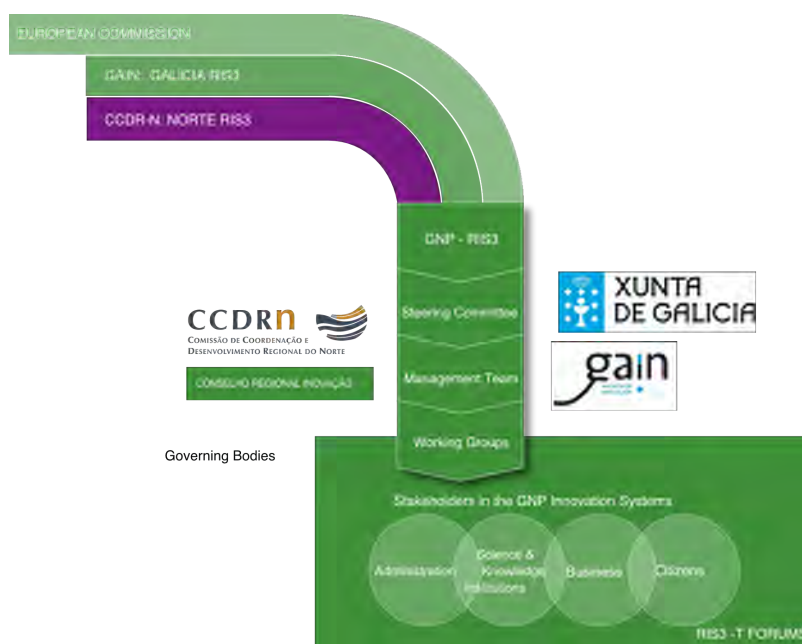 EUROPEAN COMMISSION
GAIN: GALICIA RIS3
CCDR-N: NORTE RIS3
GNP - RIS3
Steering Committee
Management Team
Working Groups
CCDRn
COMISSÃO DE COORDENAÇÃO E
DESENVOLVIMENTO REGIONAL DO NORTE
CONSELHO REGIONAL INOVAÇÃO
XUNTA
DE GALICIA
gain
Governing Bodies
Stakeholders in the GNP Innovation Systems
Administration
Science &
Knowledge
Institutions
Business
Citizens
RIS3 -T FORUMS